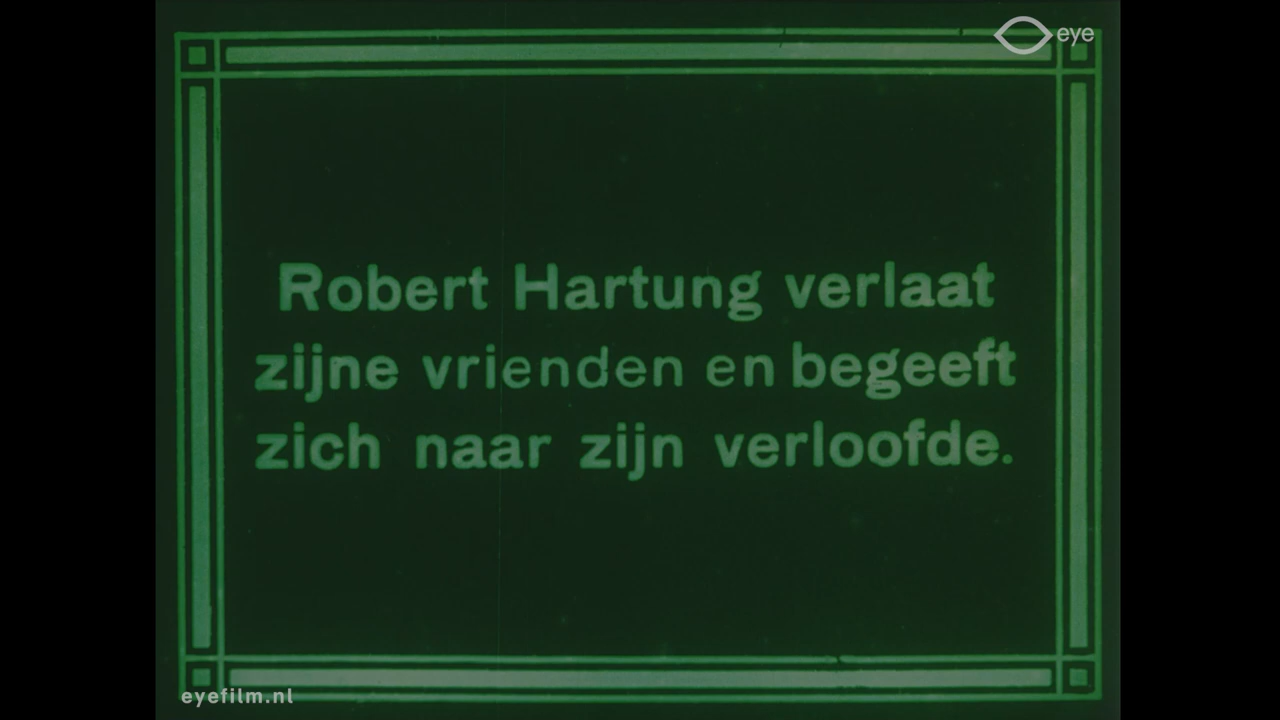 eye
Robert Hartung verlaat
zijne vrienden en begeeft
zich naar zijn verloofde.
eyefilm.nl